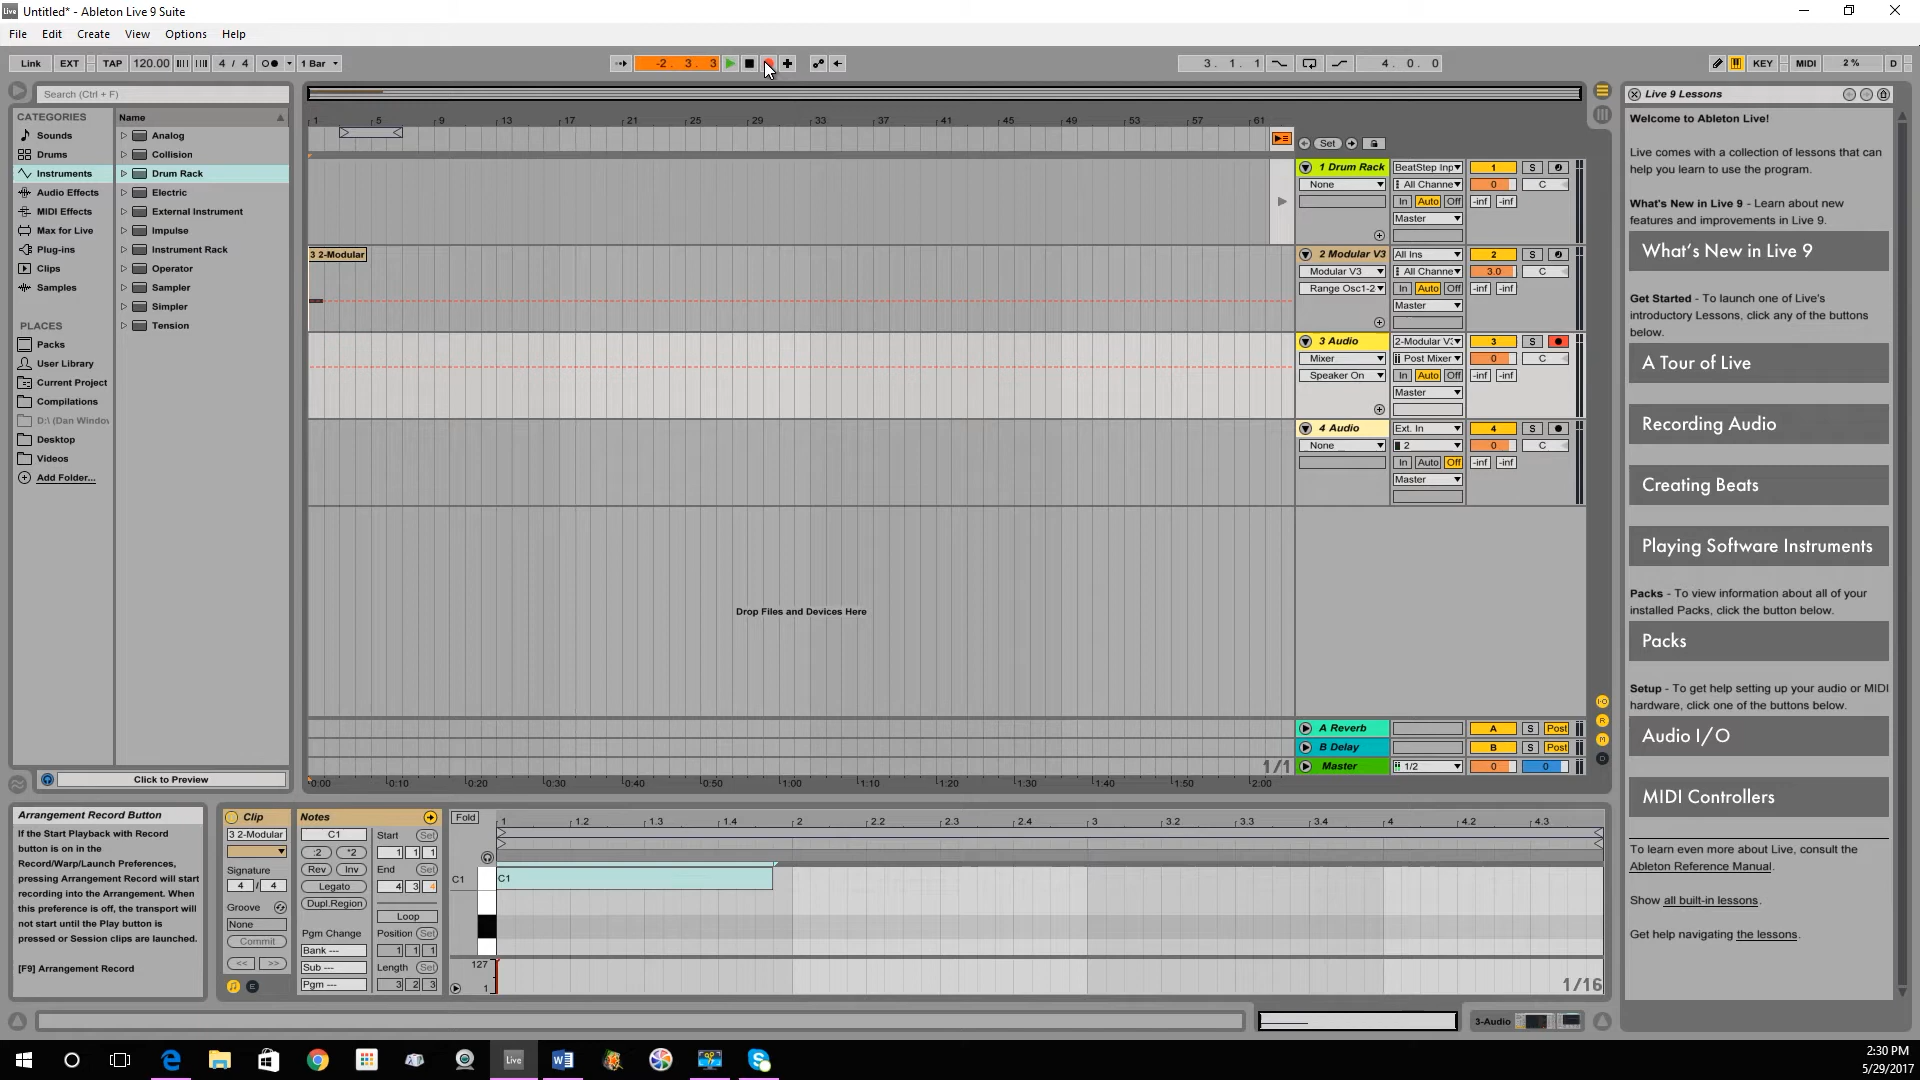 Untitled* - Ableton Live 9 Suite
File Edit Create View Options Help
Link EXT TAP 120.00 4 / 4 1 Bar -2. 3. 3 3. 1. 1 4. 0. 0 KEY MIDI 2 % D
Search (Ctrl + F)
CATEGORIES
Sounds
Drums
Instruments
Audio Effects
MIDI Effects
Max for Live
Plug-ins
Clips
Samples
PLACES
Packs
User Library
Current Project
Compilations
D:\ (Dan Window
Desktop
Videos
Add Folder...
Name
Analog
Collision
Drum Rack
Electric
External Instrument
Impulse
Instrument Rack
Operator
Sampler
Simpler
Tension
Click to Preview
1 5 9 13 17 21 25 29 33 37 41 45 49 53 57 61
Set
3 2-Modular
Drop Files and Devices Here
1/1
0:00 0:10 0:20 0:30 0:40 0:50 1:00 1:10 1:20 1:30 1:40 1:50 2:00
1 Drum Rack BeatStep Inp 1 S
None All Channe 0 C
In Auto Off -inf -inf
Master
2 Modular V3 All Ins 2 S
Modular V3 All Channe 3.0 C
Range Osc1-2 In Auto Off -inf -inf
Master
3 Audio 2-Modular V3 3 S
Mixer Post Mixer 0 C
Speaker On In Auto Off -inf -inf
Master
4 Audio Ext. In 4 S
None 2 0 C
In Auto Off -inf -inf
Master
A Reverb A S Post
B Delay B S Post
Master 1/2 0 0
Live 9 Lessons
Welcome to Ableton Live!
Live comes with a collection of lessons that can
help you learn to use the program.
What's New in Live 9 - Learn about new
features and improvements in Live 9.
What's New in Live 9
Get Started - To launch one of Live's
introductory Lessons, click any of the buttons
below.
A Tour of Live
Recording Audio
Creating Beats
Playing Software Instruments
Packs - To view information about all of your
installed Packs, click the button below.
Packs
Setup - To get help setting up your audio or MIDI
hardware, click one of the buttons below.
Audio I/O
MIDI Controllers
To learn even more about Live, consult the
Ableton Reference Manual.
Show all built-in lessons.
Get help navigating the lessons.
Arrangement Record Button
If the Start Playback with Record
button is on in the
Record/Warp/Launch Preferences,
pressing Arrangement Record will start
recording into the Arrangement. When
this preference is off, the transport will
not start until the Play button is
pressed or Session clips are launched.
[F9] Arrangement Record
Clip
3 2-Modular
Signature
4 / 4
Groove
None
Commit
<< >>
Notes
C1 Start Set
:2 *2 1 1 1
Rev Inv End Set
Legato 4 3 4
Dupl.Region Loop
Pgm Change Position Set
Bank --- 1 1 1
Sub --- Length Set
Pgm --- 3 2 3
Fold 1 1.2 1.3 1.4 2 2.2 2.3 2.4 3 3.2 3.3 3.4 4 4.2 4.3
C1 C1
127
1 1/16
3-Audio
Live
2:30 PM
5/29/2017